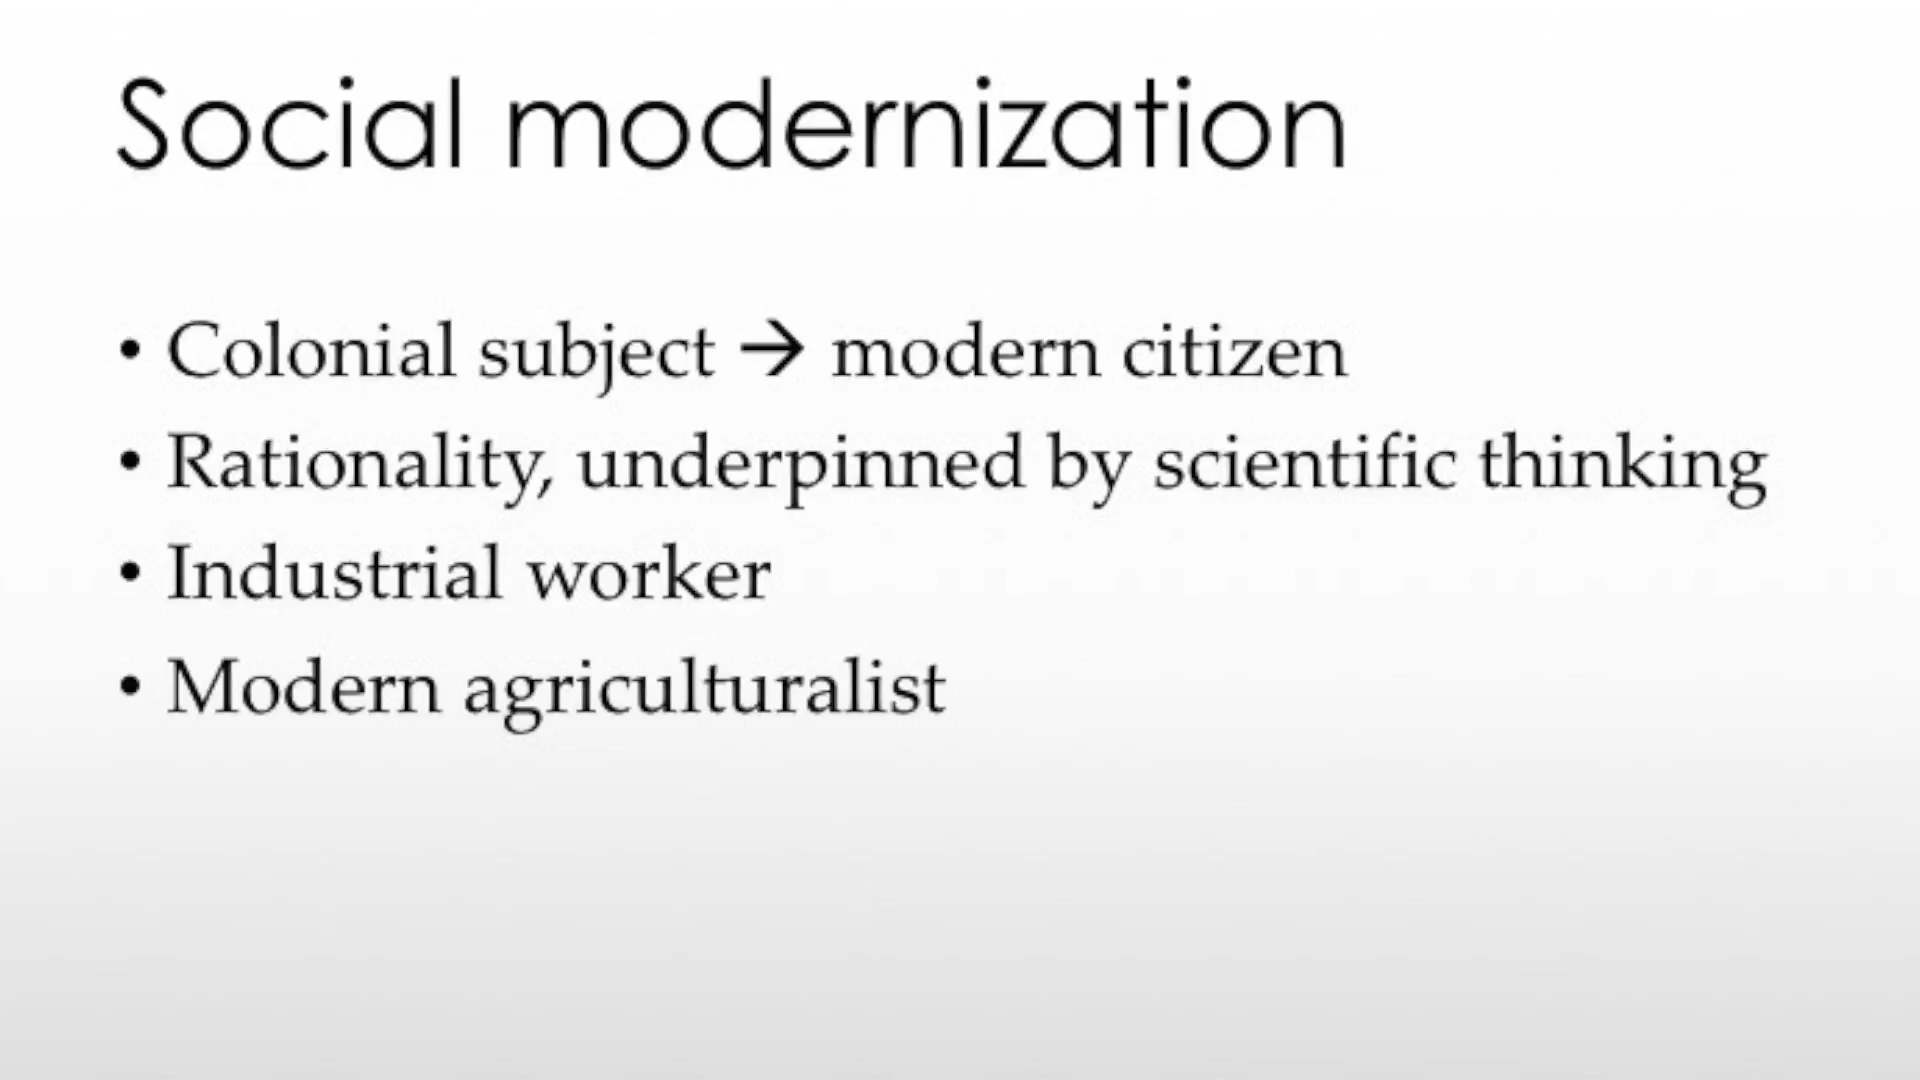 Social modernization
• Colonial subject → modern citizen
• Rationality, underpinned by scientific thinking
• Industrial worker
• Modern agriculturalist